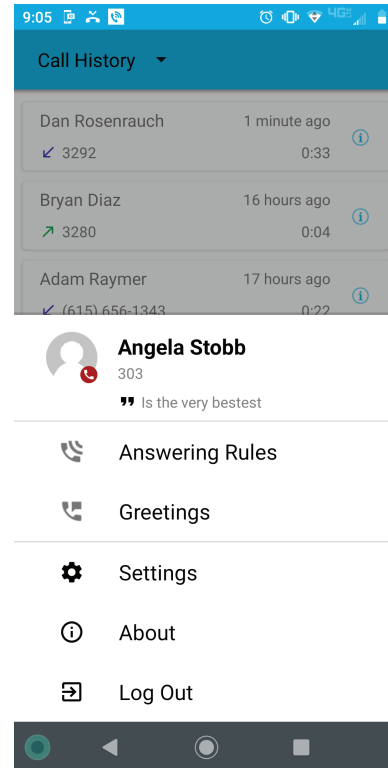 9:05 4GE
Call History
Dan Rosenrauch 1 minute ago
3292 0:33
Bryan Diaz 16 hours ago
3280 0:04
Adam Raymer 17 hours ago
(615) 656-1343 0:22
Angela Stobb
303
" Is the very bestest
Answering Rules
Greetings
Settings
About
Log Out